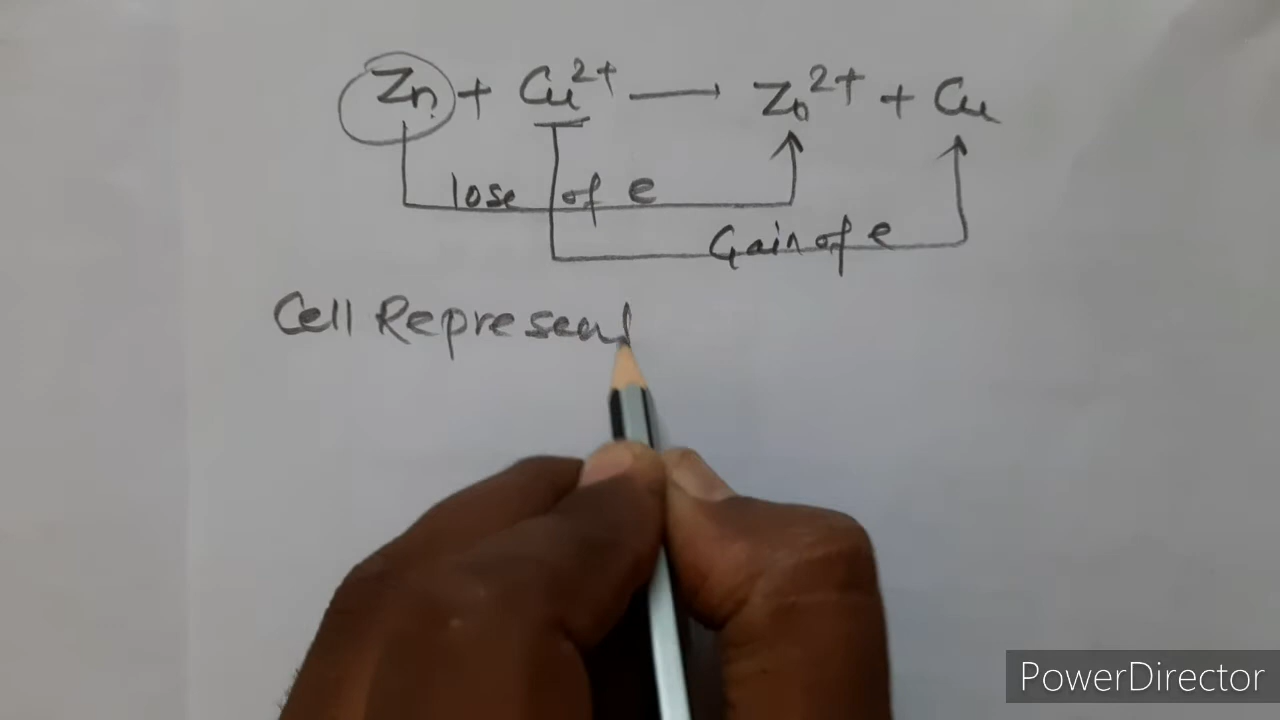 Zn + Cu²⁺ → Zn²⁺ + Cu
lose of e
Gain of e
Cell Represent
PowerDirector